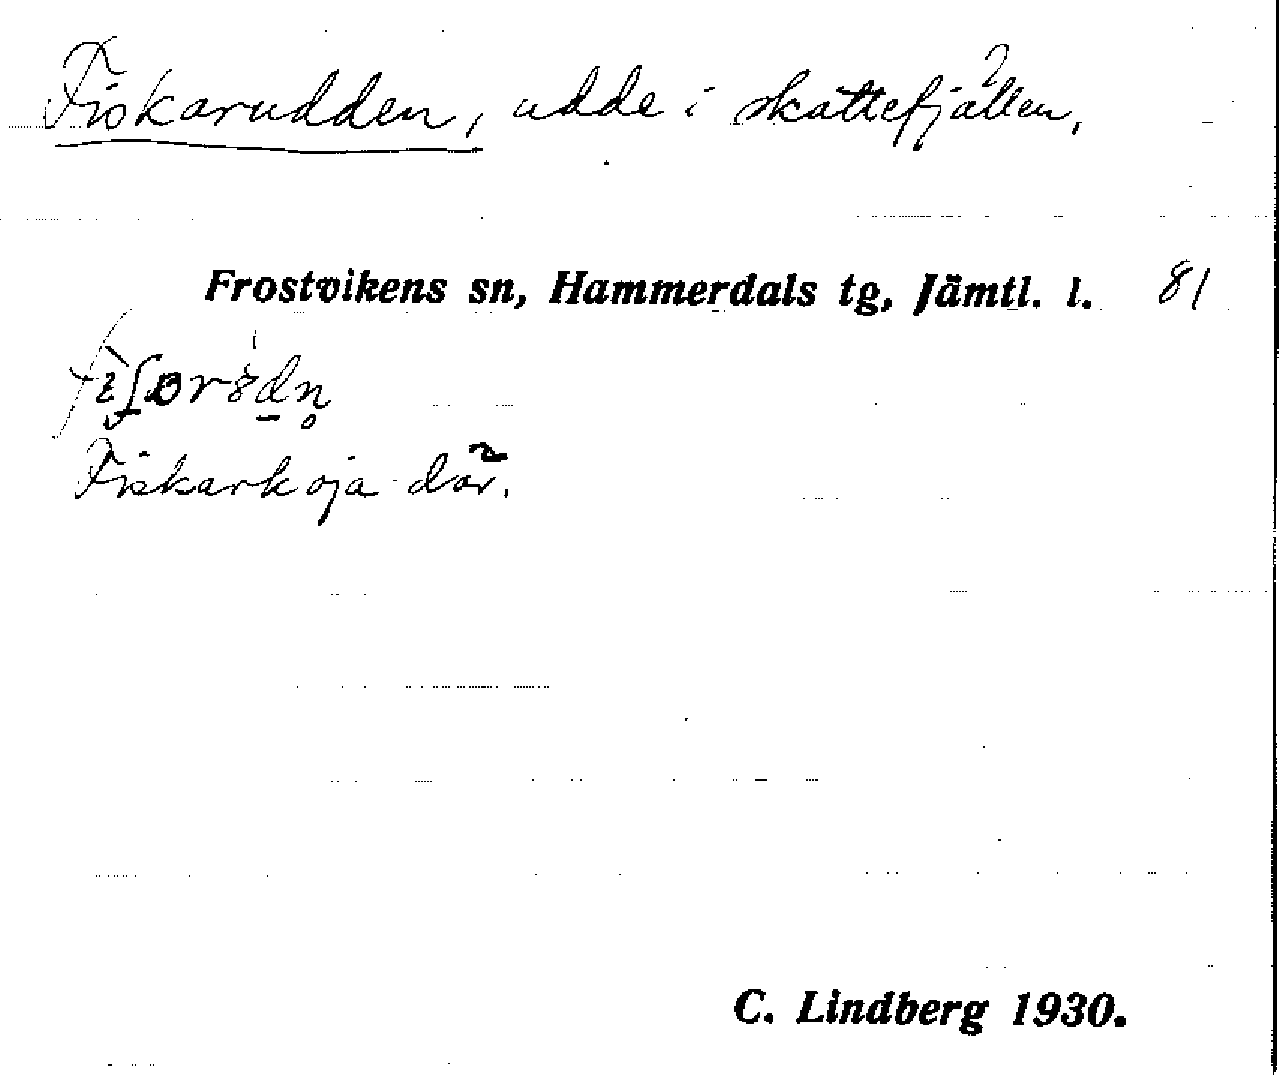 Fiskarudden, udde i skattefjällen.
Frostvikens sn, Hammerdals tg, Jämtl. l. 81
Fiskarkoja där.
C. Lindberg 1930.